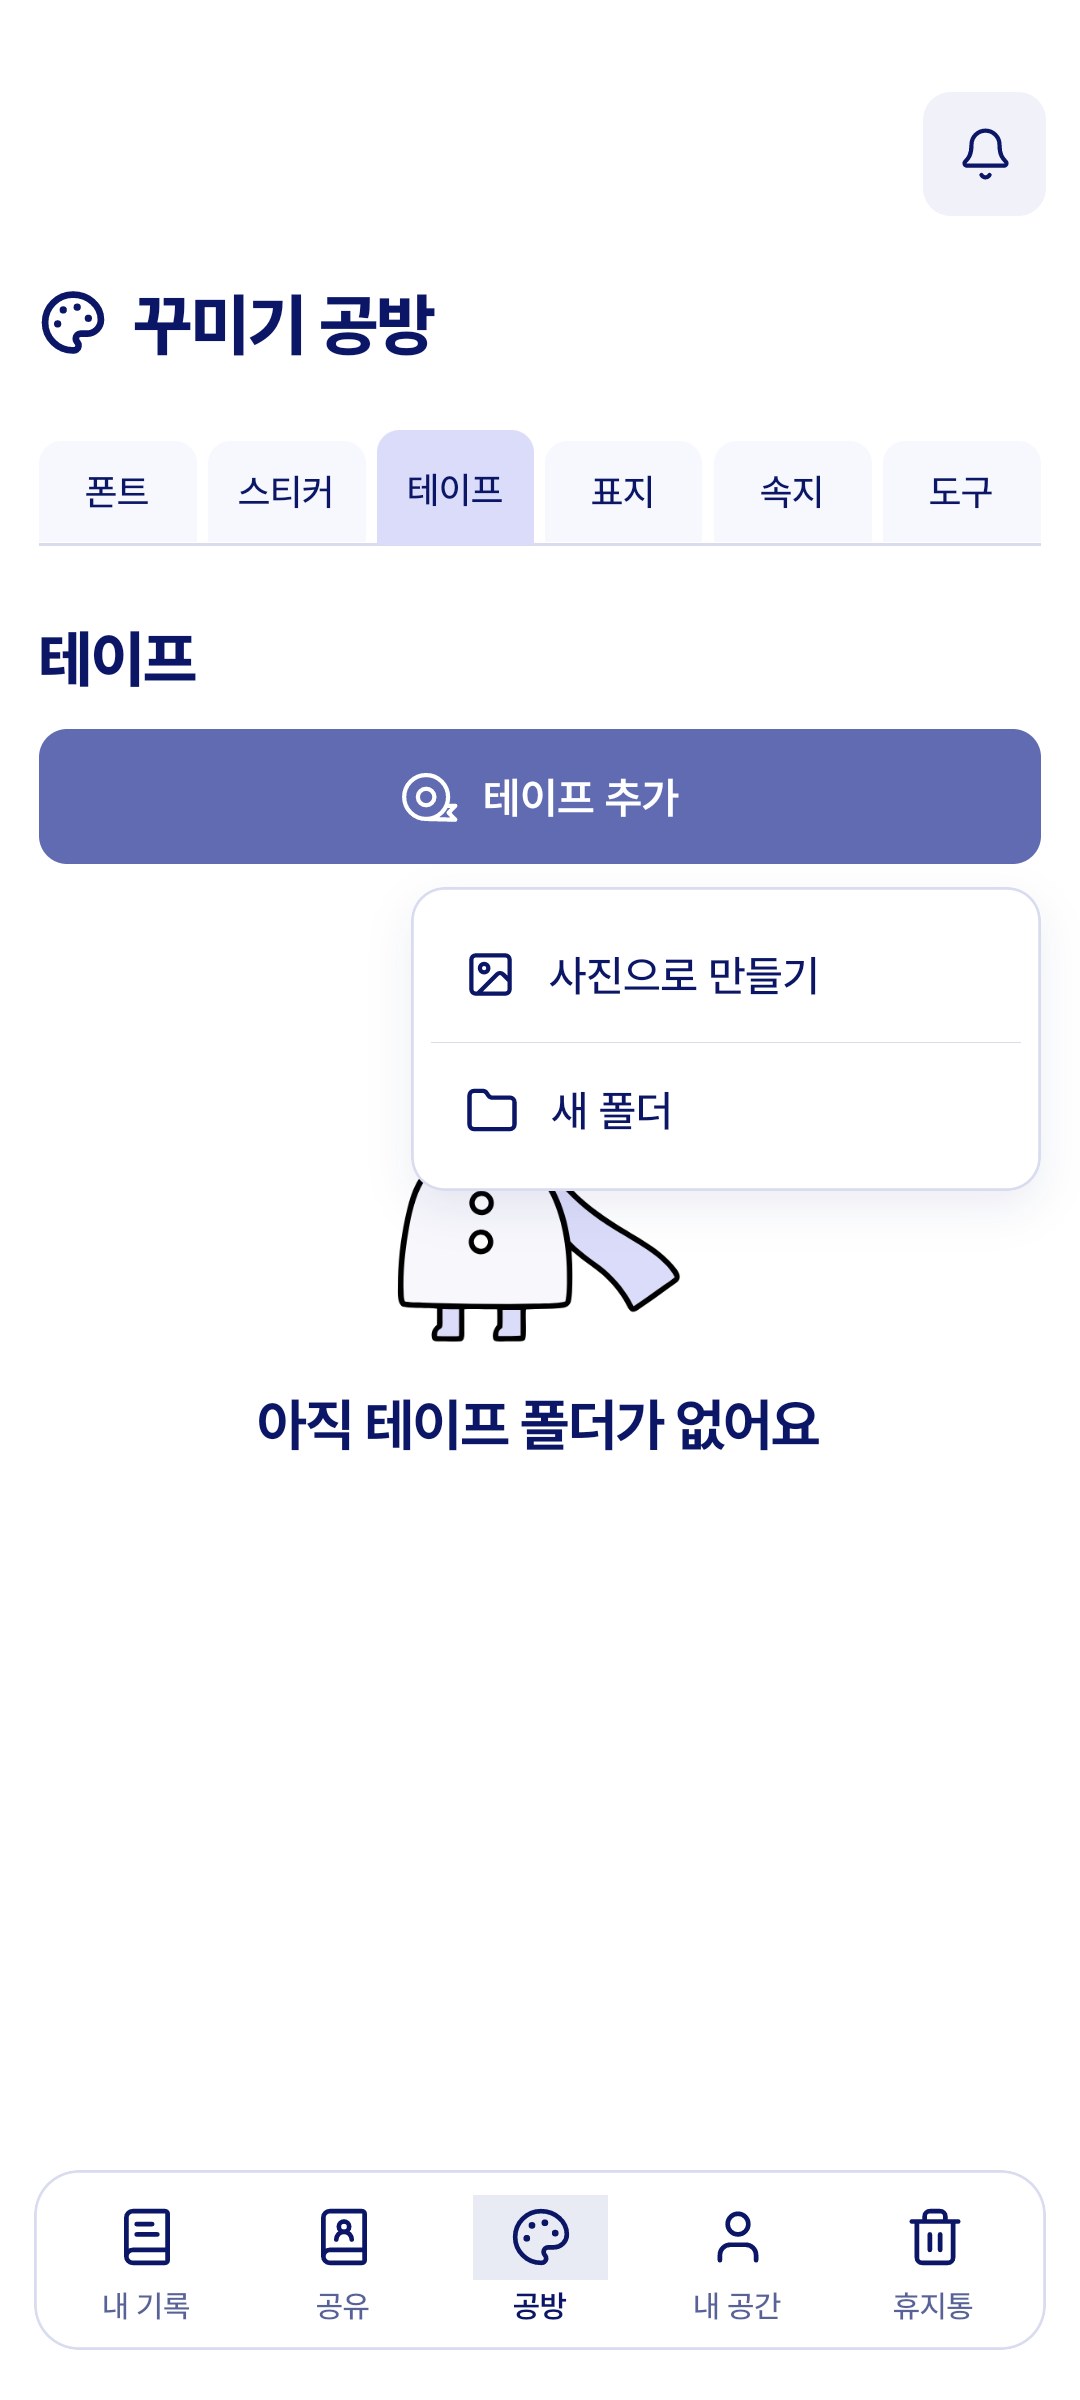 꾸미기 공방
폰트 스티커 테이프 표지 속지 도구
테이프
테이프 추가
사진으로 만들기
새 폴더
아직 테이프 폴더가 없어요
내 기록 공유 공방 내 공간 휴지통